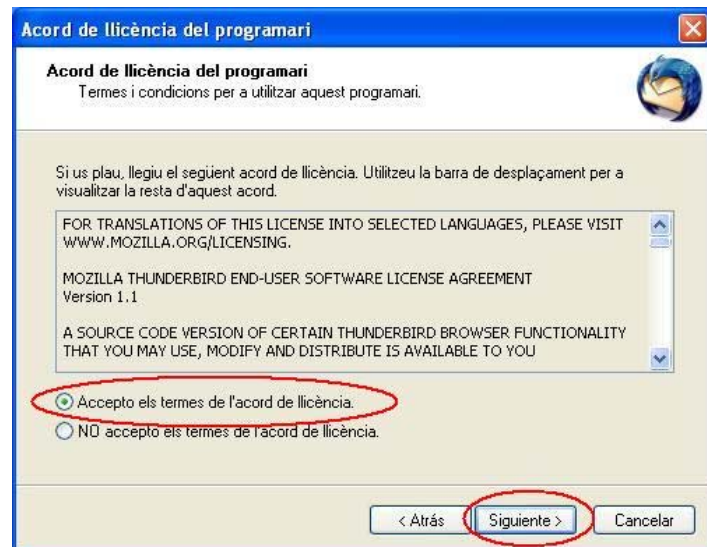 Acord de llicència del programari
Acord de llicència del programari
Termes i condicions per a utilitzar aquest programari.
Si us plau, llegiu el següent acord de llicència. Utilitzeu la barra de desplaçament per a
visualitzar la resta d'aquest acord.
FOR TRANSLATIONS OF THIS LICENSE INTO SELECTED LANGUAGES, PLEASE VISIT
WWW.MOZILLA.ORG/LICENSING.
MOZILLA THUNDERBIRD END-USER SOFTWARE LICENSE AGREEMENT
Version 1.1
A SOURCE CODE VERSION OF CERTAIN THUNDERBIRD BROWSER FUNCTIONALITY
THAT YOU MAY USE, MODIFY AND DISTRIBUTE IS AVAILABLE TO YOU
Accepto els termes de l'acord de llicència.
NO accepto els termes de l'acord de llicència.
< Atrás Siguiente > Cancelar